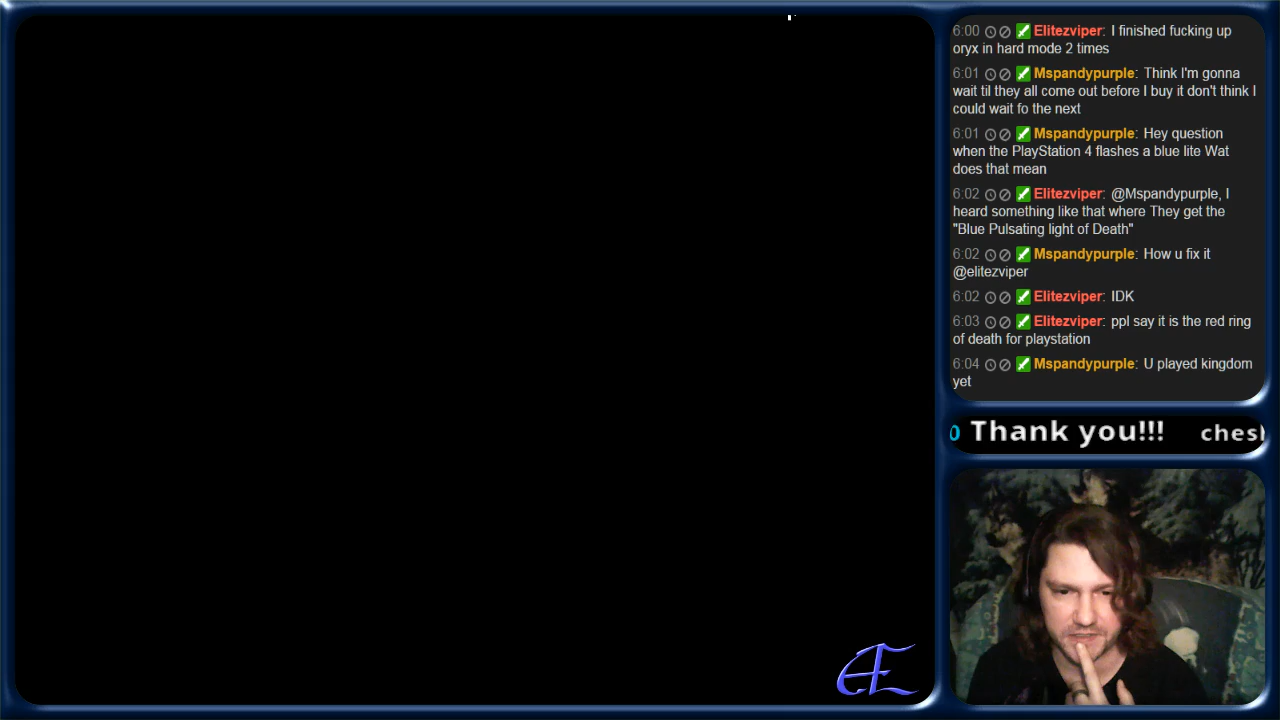 6:00 Elitezviper: I finished fucking up
oryx in hard mode 2 times
6:01 Mspandypurple: Think I'm gonna
wait til they all come out before I buy it don't think I
could wait fo the next
6:01 Mspandypurple: Hey question
when the PlayStation 4 flashes a blue lite Wat
does that mean
6:02 Elitezviper: @Mspandypurple, I
heard something like that where They get the
"Blue Pulsating light of Death"
6:02 Mspandypurple: How u fix it
@elitezviper
6:02 Elitezviper: IDK
6:03 Elitezviper: ppl say it is the red ring
of death for playstation
6:04 Mspandypurple: U played kingdom
yet
0 Thank you!!! chesh